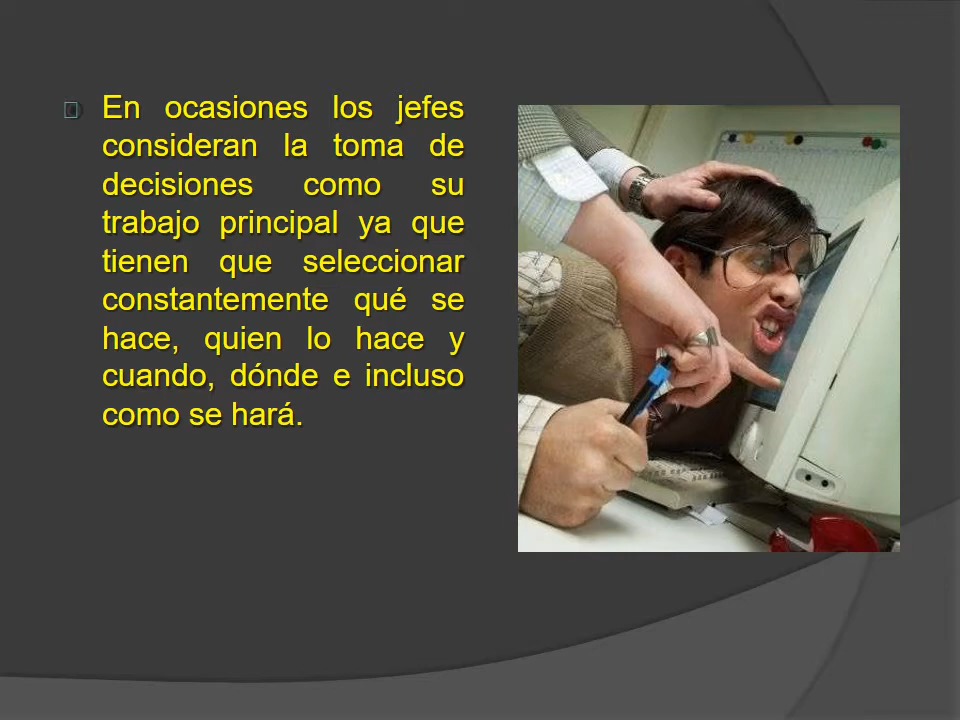 En ocasiones los jefes
consideran la toma de
decisiones como su
trabajo principal ya que
tienen que seleccionar
constantemente qué se
hace, quien lo hace y
cuando, dónde e incluso
como se hará.